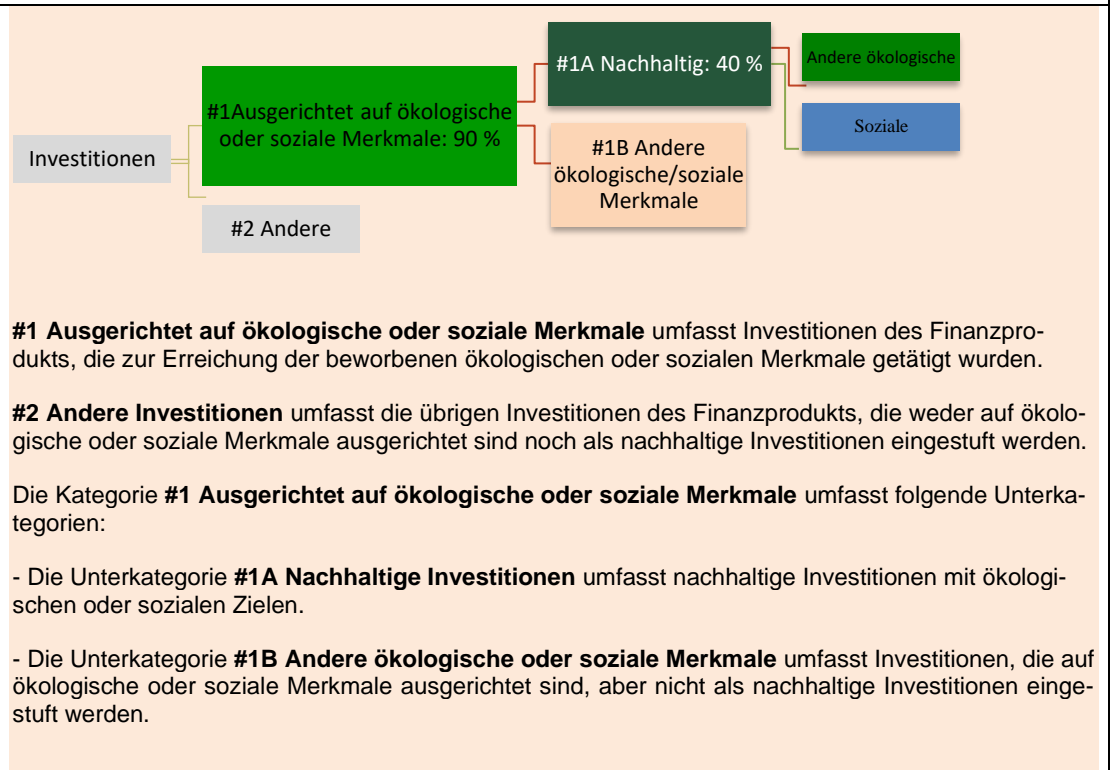 #1A Nachhaltig: 40 %
Andere ökologische
#1Ausgerichtet auf ökologische
oder soziale Merkmale: 90 %
Soziale
Investitionen
#1B Andere
ökologische/soziale
Merkmale
#2 Andere
#1 Ausgerichtet auf ökologische oder soziale Merkmale umfasst Investitionen des Finanzpro-
dukts, die zur Erreichung der beworbenen ökologischen oder sozialen Merkmale getätigt wurden.
#2 Andere Investitionen umfasst die übrigen Investitionen des Finanzprodukts, die weder auf ökolo-
gische oder soziale Merkmale ausgerichtet sind noch als nachhaltige Investitionen eingestuft werden.
Die Kategorie #1 Ausgerichtet auf ökologische oder soziale Merkmale umfasst folgende Unterka-
tegorien:
- Die Unterkategorie #1A Nachhaltige Investitionen umfasst nachhaltige Investitionen mit ökologi-
schen oder sozialen Zielen.
- Die Unterkategorie #1B Andere ökologische oder soziale Merkmale umfasst Investitionen, die auf
ökologische oder soziale Merkmale ausgerichtet sind, aber nicht als nachhaltige Investitionen einge-
stuft werden.